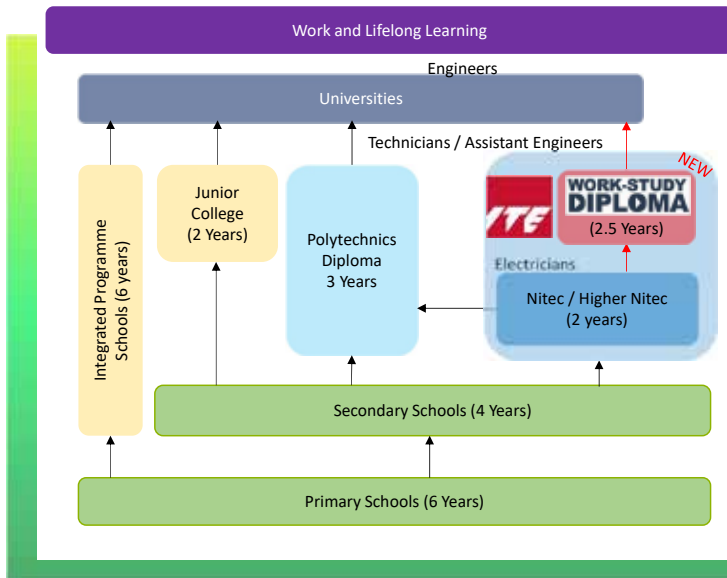 Work and Lifelong Learning
Engineers
Universities
Technicians / Assistant Engineers
NEW
Integrated Programme
Schools (6 years)
Junior
College
(2 Years)
Polytechnics
Diploma
3 Years
ITE
WORK-STUDY
DIPLOMA
(2.5 Years)
Electricians
Nitec / Higher Nitec
(2 years)
Secondary Schools (4 Years)
Primary Schools (6 Years)